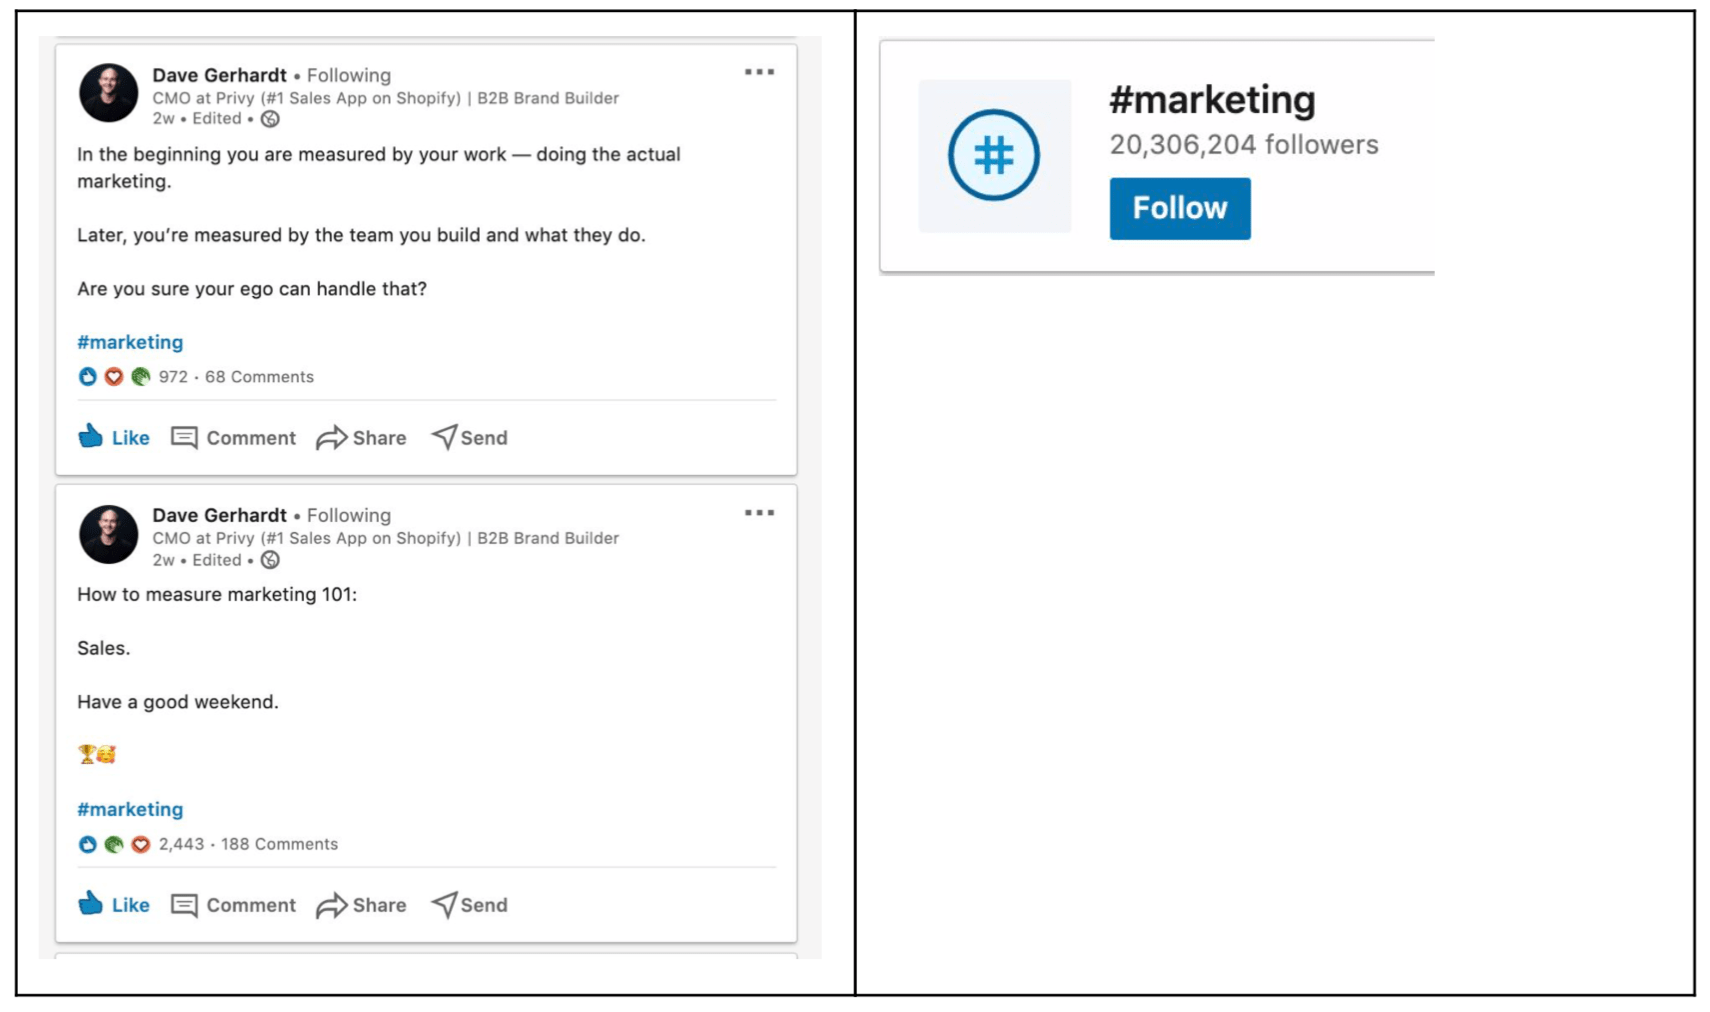 Dave Gerhardt • Following
CMO at Privy (#1 Sales App on Shopify) | B2B Brand Builder
2w • Edited •
In the beginning you are measured by your work — doing the actual
marketing.
Later, you’re measured by the team you build and what they do.
Are you sure your ego can handle that?
#marketing
972 · 68 Comments
Like Comment Share Send
Dave Gerhardt • Following
CMO at Privy (#1 Sales App on Shopify) | B2B Brand Builder
2w • Edited •
How to measure marketing 101:
Sales.
Have a good weekend.
🏆🥰
#marketing
2,443 · 188 Comments
Like Comment Share Send
#
#marketing
20,306,204 followers
Follow